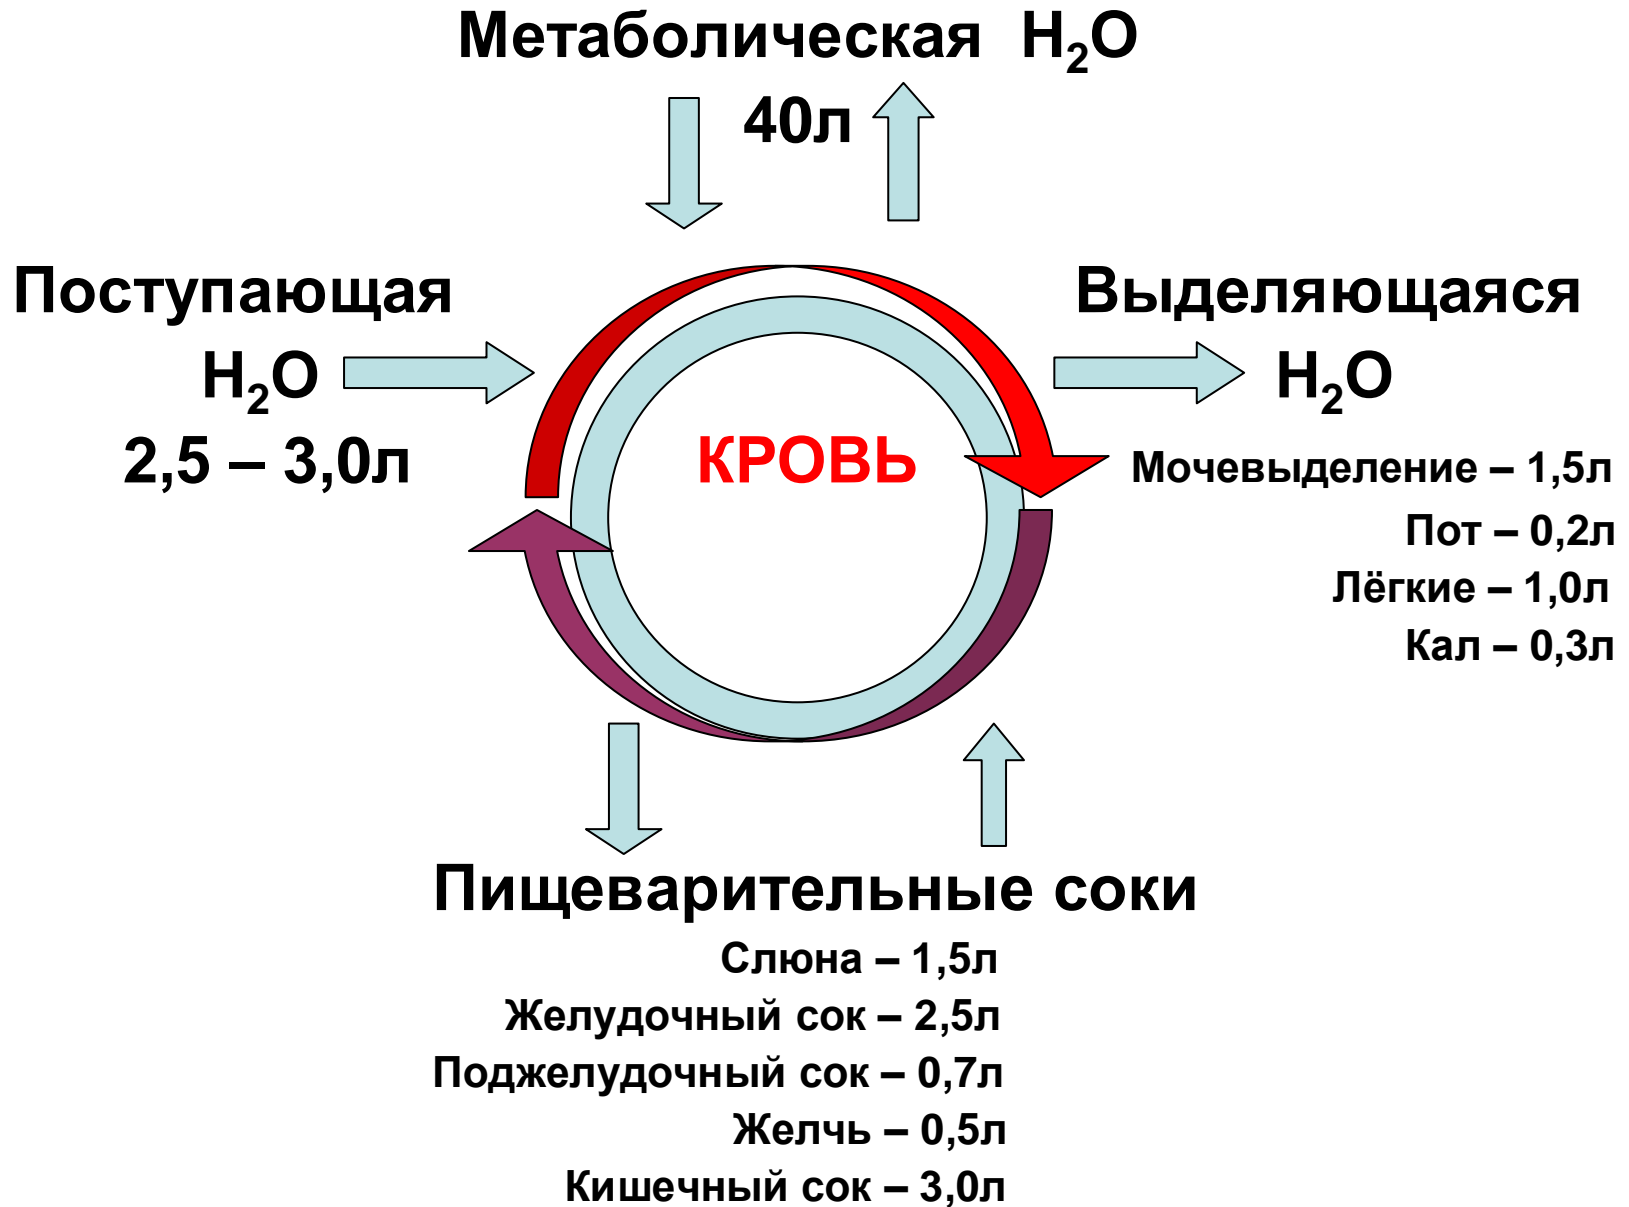 Метаболическая H₂O
40л
Поступающая
H₂O
2,5 – 3,0л
КРОВЬ
Выделяющаяся
H₂O
Мочевыделение – 1,5л
Пот – 0,2л
Лёгкие – 1,0л
Кал – 0,3л
Пищеварительные соки
Слюна – 1,5л
Желудочный сок – 2,5л
Поджелудочный сок – 0,7л
Желчь – 0,5л
Кишечный сок – 3,0л